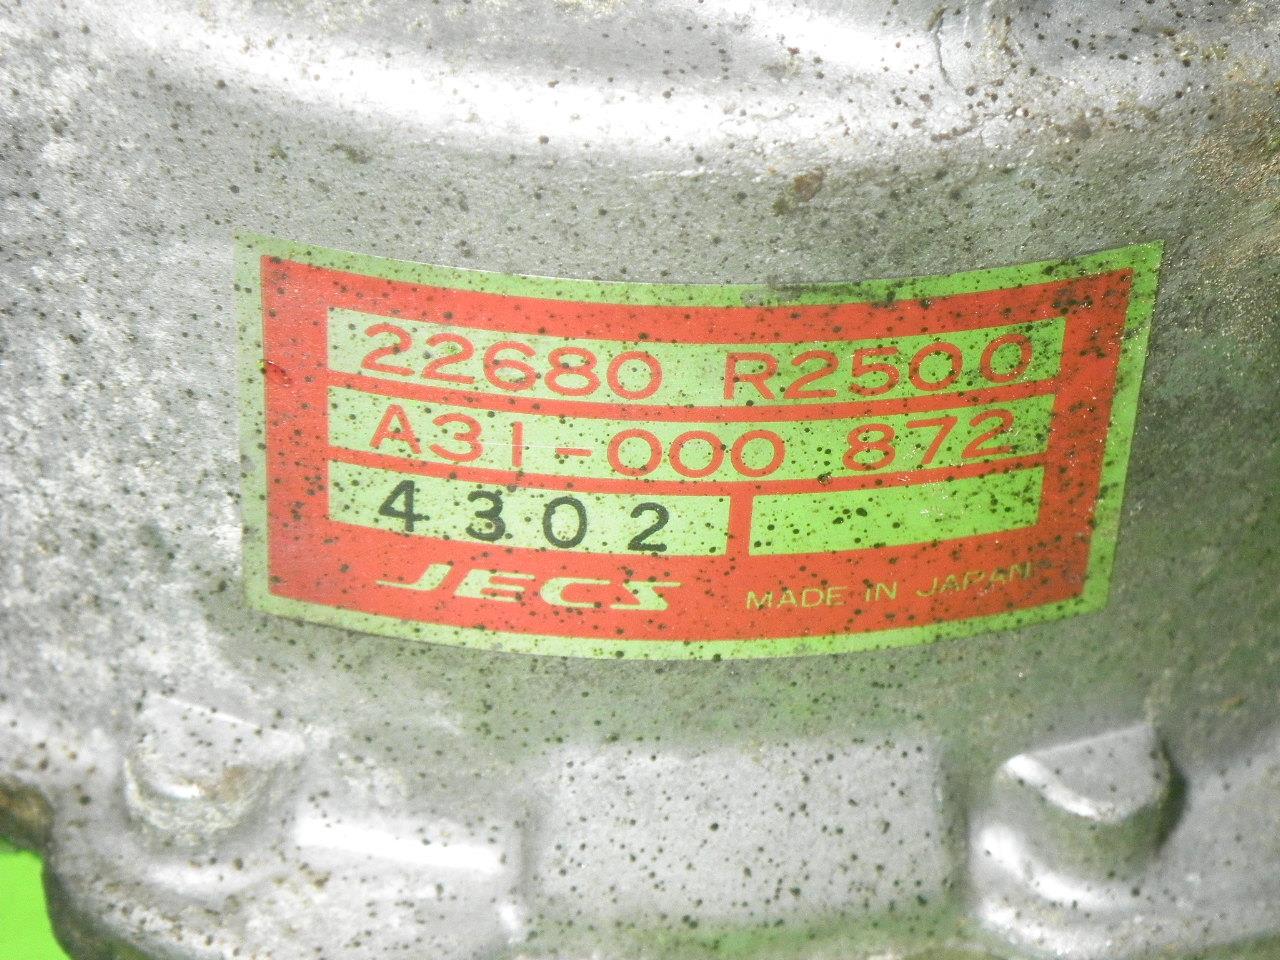 22680 R2500
A31-000 872
4302
JECS MADE IN JAPAN